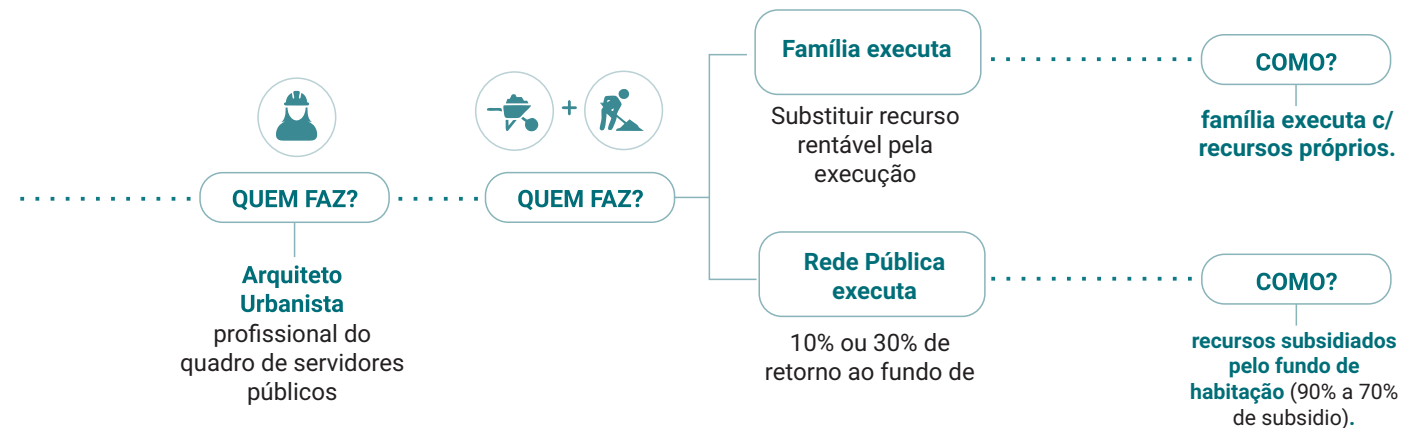 QUEM FAZ?
Arquiteto
Urbanista
profissional do
quadro de servidores
públicos
+
QUEM FAZ?
Família executa
Substituir recurso
rentável pela
execução
COMO?
família executa c/
recursos próprios.
Rede Pública
executa
10% ou 30% de
retorno ao fundo de
COMO?
recursos subsidiados
pelo fundo de
habitação (90% a 70%
de subsidio).